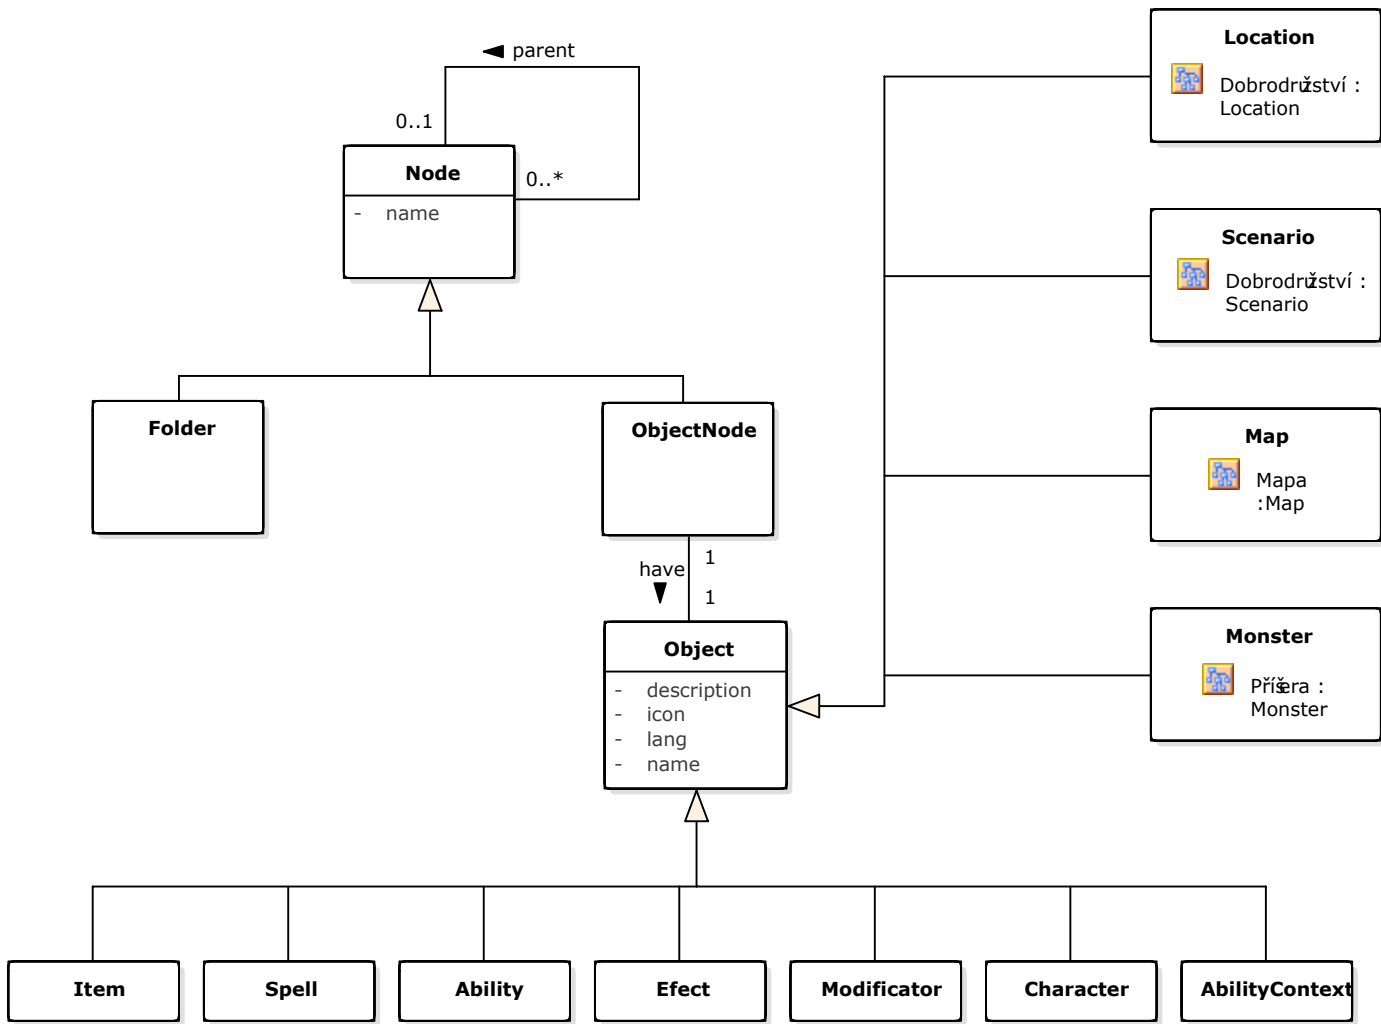 parent
0..1
Node
0..*
- name
Folder
ObjectNode
1
have
1
Object
- description
- icon
- lang
- name
Location
Dobrodružství :
Location
Scenario
Dobrodružství :
Scenario
Map
Mapa
:Map
Monster
Příšera :
Monster
Item
Spell
Ability
Efect
Modificator
Character
AbilityContext